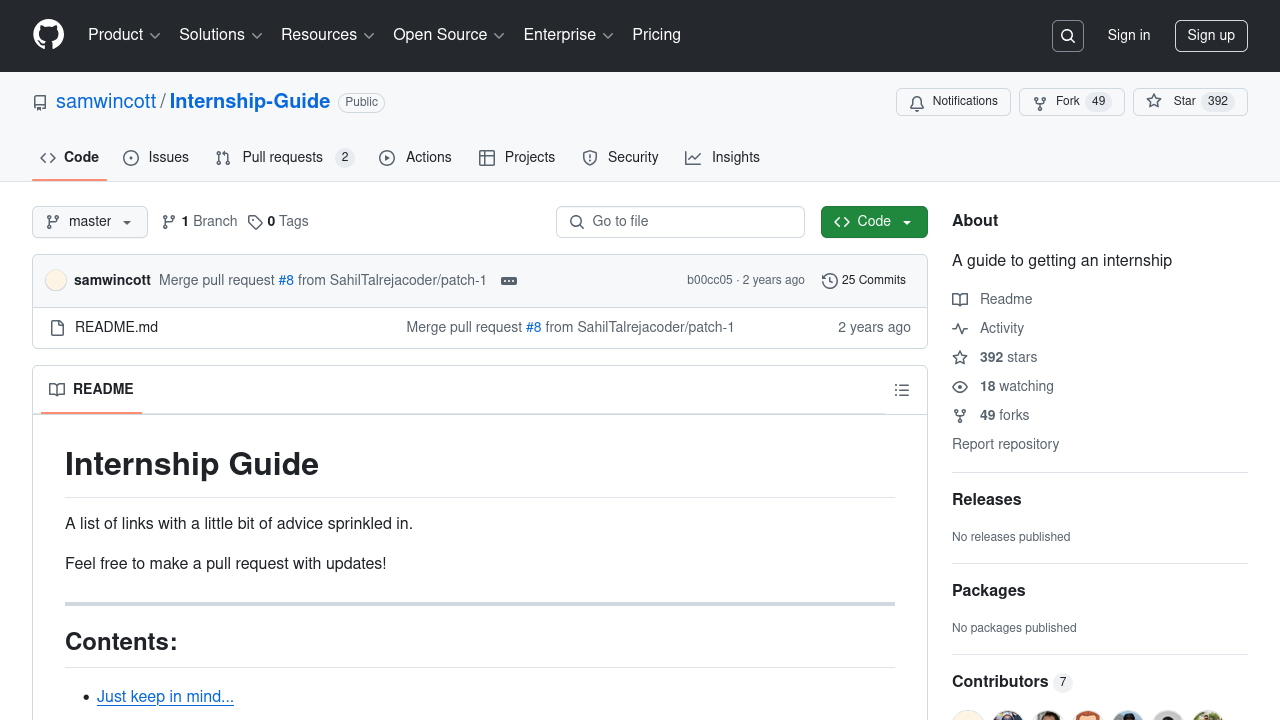 Product Solutions Resources Open Source Enterprise Pricing Sign in Sign up
samwincott / Internship-Guide Public Notifications Fork 49 Star 392
Code Issues Pull requests 2 Actions Projects Security Insights
master 1 Branch 0 Tags Go to file Code
samwincott Merge pull request #8 from SahilTalrejacoder/patch-1 b00cc05 · 2 years ago 25 Commits
README.md Merge pull request #8 from SahilTalrejacoder/patch-1 2 years ago
README
Internship Guide
A list of links with a little bit of advice sprinkled in.
Feel free to make a pull request with updates!
Contents:
• Just keep in mind...
About
A guide to getting an internship
Readme
Activity
392 stars
18 watching
49 forks
Report repository
Releases
No releases published
Packages
No packages published
Contributors 7